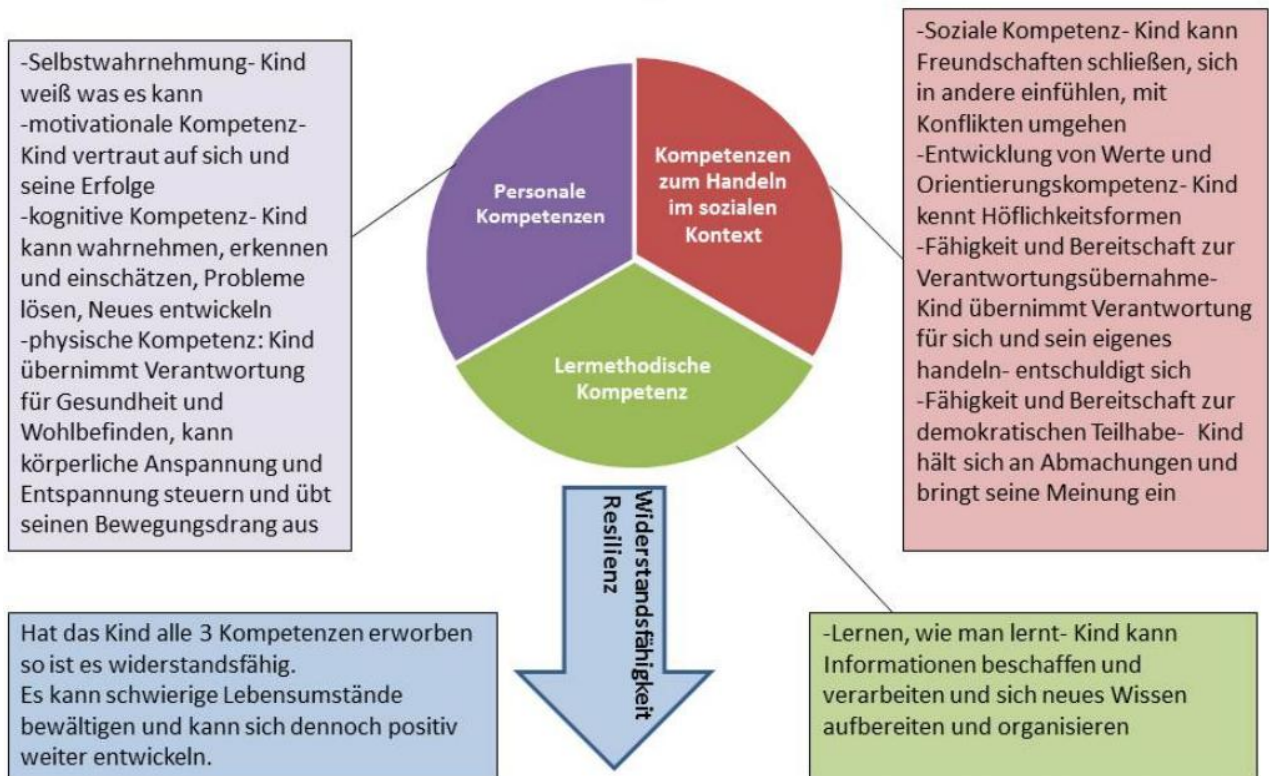 -Selbstwahrnehmung- Kind
weiß was es kann
-motivationale Kompetenz-
Kind vertraut auf sich und
seine Erfolge
-kognitive Kompetenz- Kind
kann wahrnehmen, erkennen
und einschätzen, Probleme
lösen, Neues entwickeln
-physische Kompetenz: Kind
übernimmt Verantwortung
für Gesundheit und
Wohlbefinden, kann
körperliche Anspannung und
Entspannung steuern und übt
seinen Bewegungsdrang aus
Personale
Kompetenzen
Kompetenzen
zum Handeln
im sozialen
Kontext
Lermethodische
Kompetenz
-Soziale Kompetenz- Kind kann
Freundschaften schließen, sich
in andere einfühlen, mit
Konflikten umgehen
-Entwicklung von Werte und
Orientierungskompetenz- Kind
kennt Höflichkeitsformen
-Fähigkeit und Bereitschaft zur
Verantwortungsübernahme-
Kind übernimmt Verantwortung
für sich und sein eigenes
handeln- entschuldigt sich
-Fähigkeit und Bereitschaft zur
demokratischen Teilhabe- Kind
hält sich an Abmachungen und
bringt seine Meinung ein
Widerstandsfähigkeit
Resilienz
Hat das Kind alle 3 Kompetenzen erworben
so ist es widerstandsfähig.
Es kann schwierige Lebensumstände
bewältigen und kann sich dennoch positiv
weiter entwickeln.
-Lernen, wie man lernt- Kind kann
Informationen beschaffen und
verarbeiten und sich neues Wissen
aufbereiten und organisieren